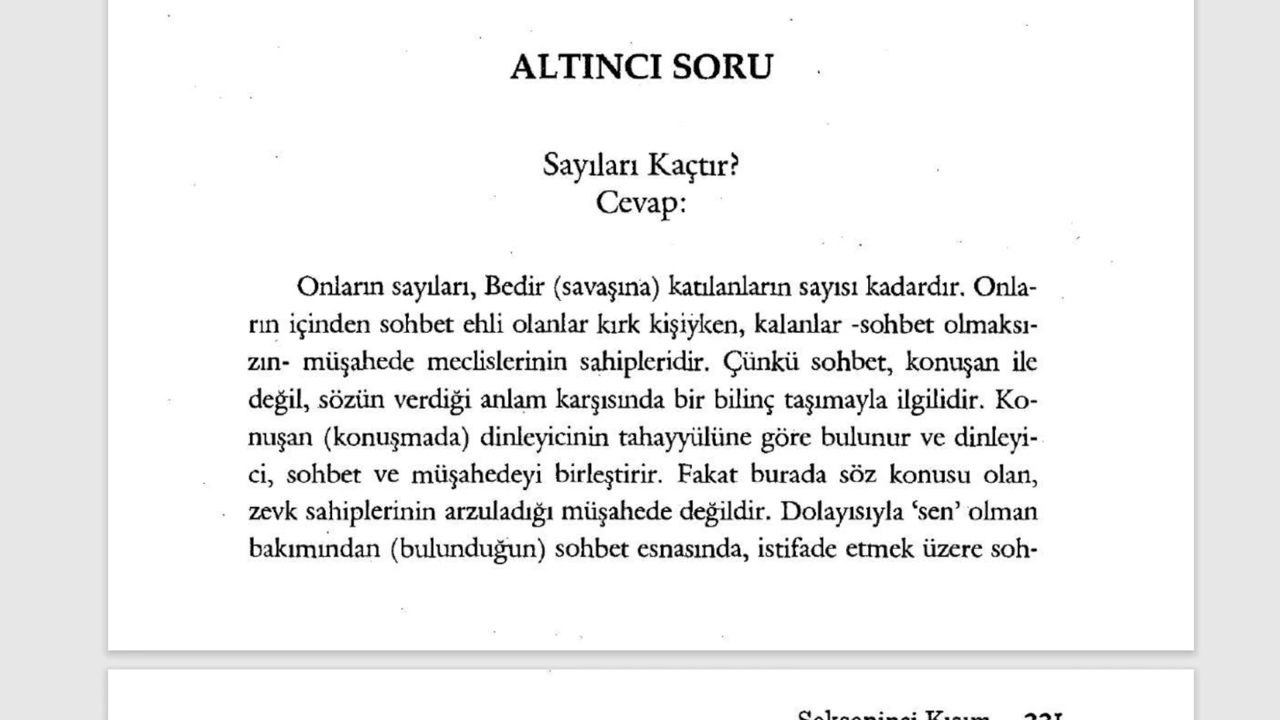 ALTINCI SORU
Sayıları Kaçtır?
Cevap:
Onların sayıları, Bedir (savaşına) katılanların sayısı kadardır. Onla-
rın içinden sohbet ehli olanlar kırk kişiyken, kalanlar -sohbet olmaksı-
zın- müşahede meclislerinin sahipleridir. Çünkü sohbet, konuşan ile
değil, sözün verdiği anlam karşısında bir bilinç taşımayla ilgilidir. Ko-
nuşan (konuşmada) dinleyicinin tahayyülüne göre bulunur ve dinleyi-
ci, sohbet ve müşahedeyi birleştirir. Fakat burada söz konusu olan,
zevk sahiplerinin arzuladığı müşahede değildir. Dolayısıyla ‘sen’ olman
bakımından (bulunduğun) sohbet esnasında, istifade etmek üzere soh-
Sekseninci Kısım 221